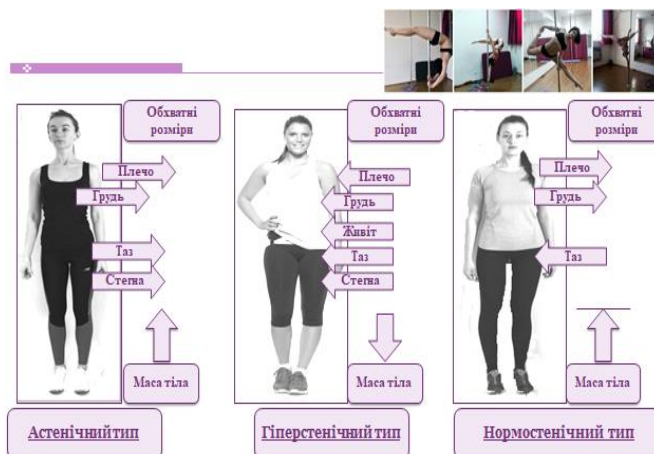 Обхватні
розміри
Плечо
Грудь
Таз
Стегна
Маса тіла
Астенічний тип
Обхватні
розміри
Плечо
Грудь
Живіт
Таз
Стегна
Маса тіла
Гіперстенічний тип
Обхватні
розміри
Плечо
Грудь
Таз
Маса тіла
Нормостенічний тип